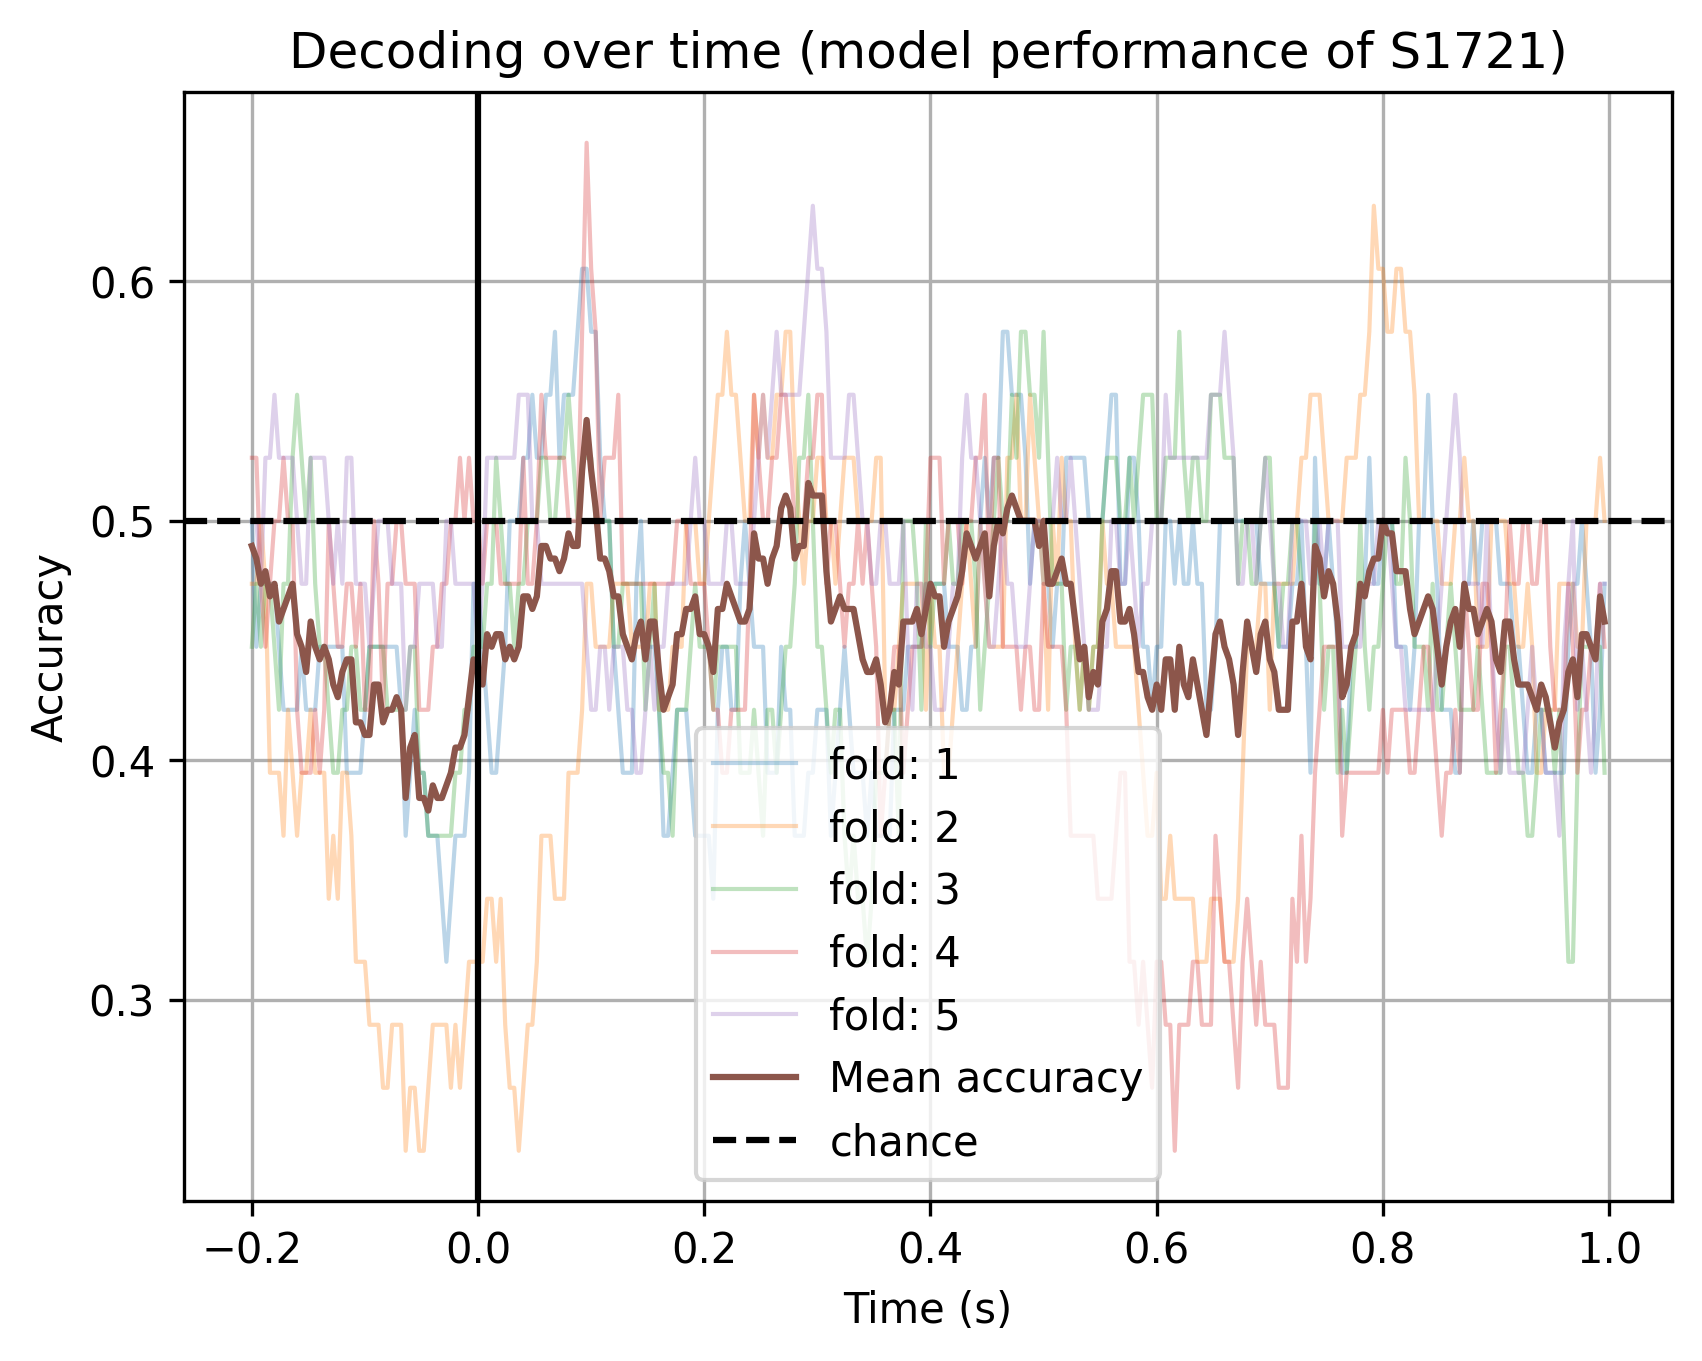 Decoding over time (model performance of S1721)
Accuracy
0.6
0.5
0.4
0.3
fold: 1
fold: 2
fold: 3
fold: 4
fold: 5
Mean accuracy
chance
−0.2 0.0 0.2 0.4 0.6 0.8 1.0
Time (s)